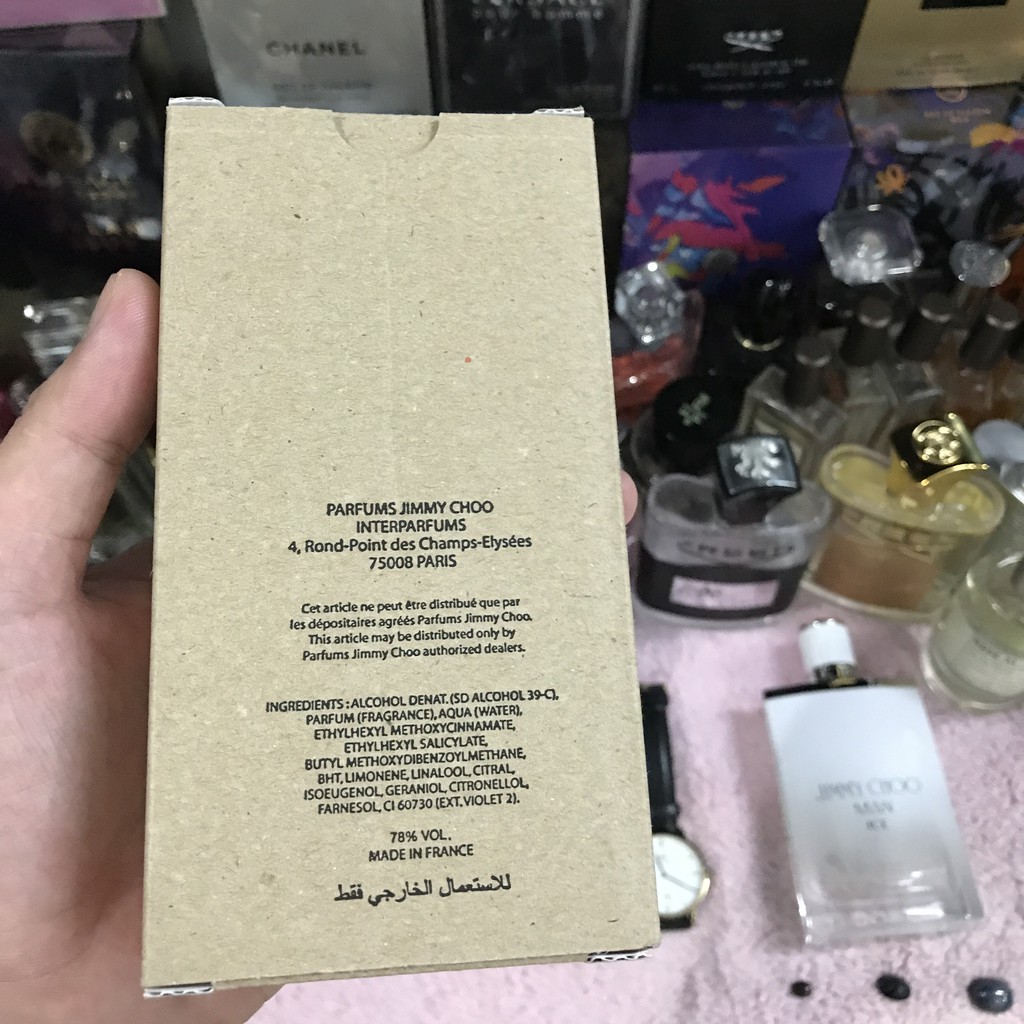 CHANEL
pour homme
PARFUMS JIMMY CHOO
INTERPARFUMS
4, Rond-Point des Champs-Elysées
75008 PARIS
Cet article ne peut être distribué que par
les dépositaires agréés Parfums Jimmy Choo.
This article may be distributed only by
Parfums Jimmy Choo authorized dealers.
INGREDIENTS : ALCOHOL DENAT. (SD ALCOHOL 39-C),
PARFUM (FRAGRANCE), AQUA (WATER),
ETHYLHEXYL METHOXYCINNAMATE,
ETHYLHEXYL SALICYLATE,
BUTYL METHOXYDIBENZOYLMETHANE,
BHT, LIMONENE, LINALOOL, CITRAL,
ISOEUGENOL, GERANIOL, CITRONELLOL,
FARNESOL, CI 60730 (EXT. VIOLET 2).
78% VOL.
MADE IN FRANCE
للاستعمال الخارجي فقط
CREED
JIMMY CHOO
MAN
ICE